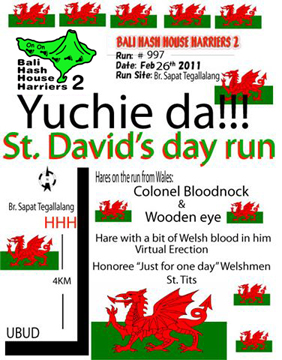 On On
Bali
Hash
House
Harriers 2
BALI HASH HOUSE HARRIERS 2
Run: # 997
Date: Feb 26th 2011
Run Site: Br. Sapat Tegallalang
Yuchie da!!!
St. David's day run
Hares on the run from Wales:
Colonel Bloodnock
&
Wooden eye
Br. Sapat Tegallalang
HHH
4KM
UBUD
Hare with a bit of Welsh blood in him
Virtual Erection
Honoree "Just for one day" Welshmen
St. Tits